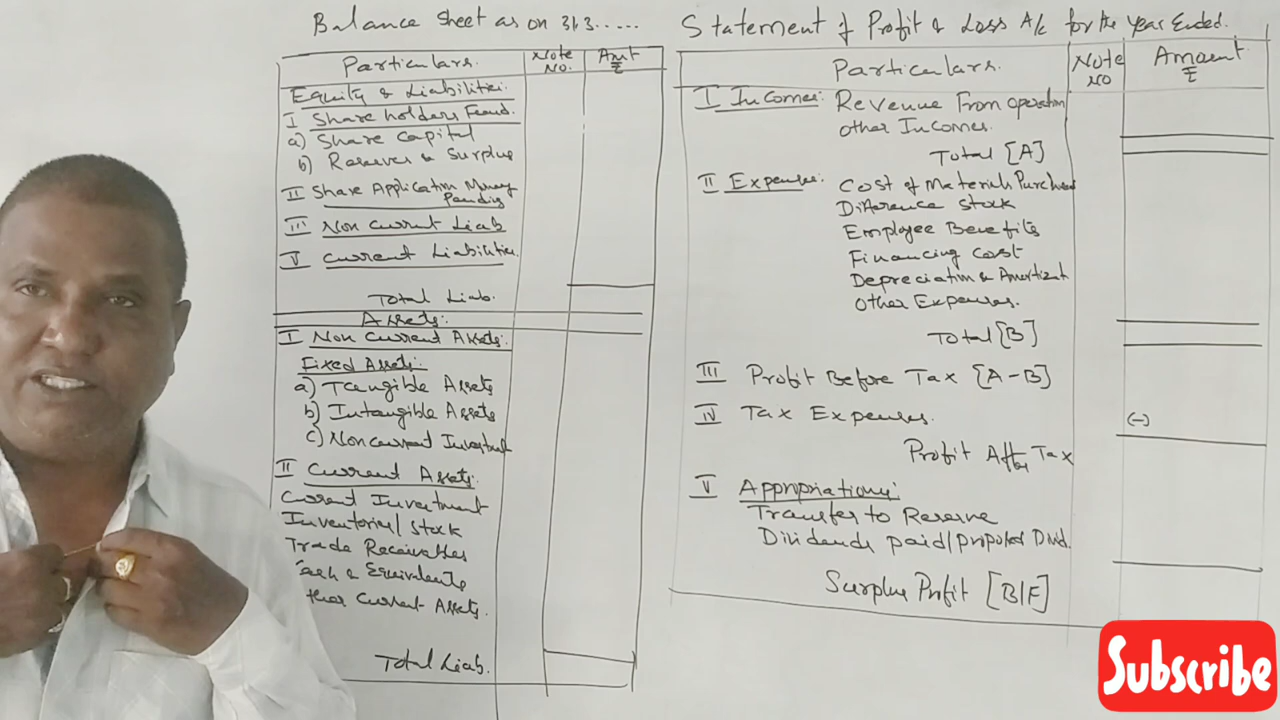 Balance Sheet as on 31.3......
Particulars.
Note No.
Amt ₹
Equity & Liabilities.
I Share holders Fund.
a) Share capital
b) Reserves & Surplus
II Share Application Money Pending
III Non current Liab
V Current Liabilities.
Total Liab.
Assets:
I Non Current Assets:
Fixed Assets:
a) Tangible Assets
b) Intangible Assets
c) Noncurrent Investment
II Current Assets:
Current Investment
Inventories/Stock
Trade Receivables
Cash & Equivalents
ther Current Assets.
Total Liab.
Statement of Profit & Loss A/c for the Year Ended.
Particulars.
Note No
Amount ₹
I Incomes: Revenue From operation
Other Incomes.
Total [A]
II Expenses: Cost of Materials Purchased
Difference Stock
Employee Benefits
Financing Cost
Depreciation & Amortizat
Other Expenses.
Total [B]
III Profit Before Tax [A-B]
IV Tax Expenses. (-)
Profit After Tax
V Appropriations:
Transfer to Reserve
Dividends paid/proposed Divid.
Surplus Profit [B/F]
Subscribe